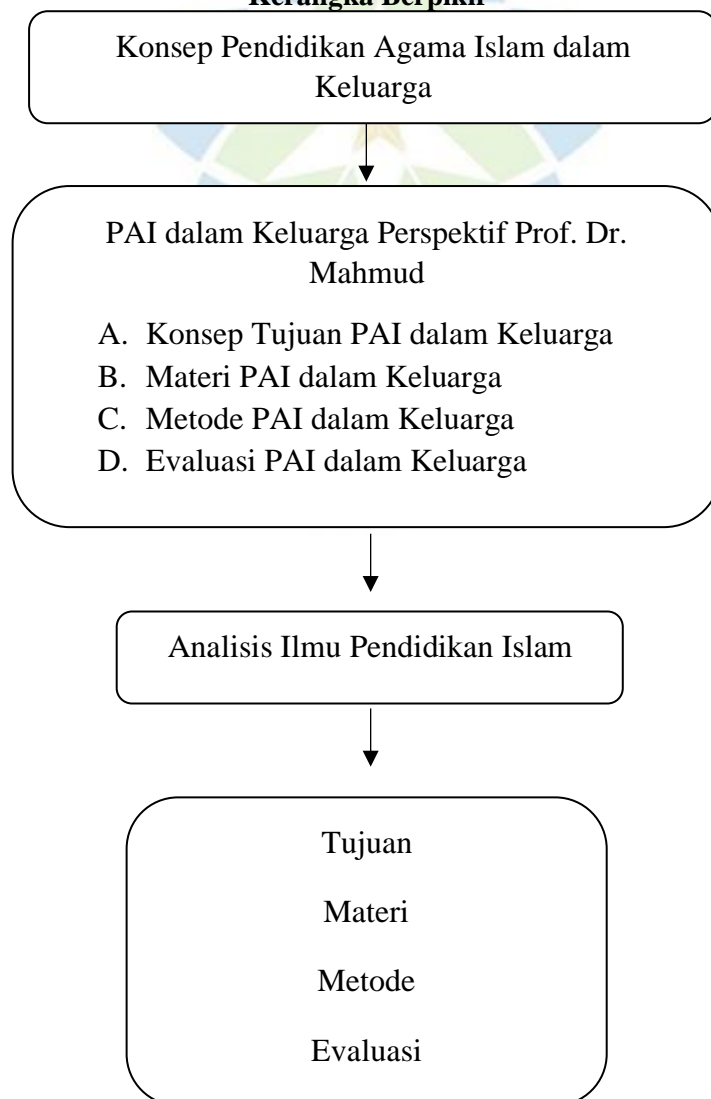 Kerangka Berpikir
Konsep Pendidikan Agama Islam dalam
Keluarga
PAI dalam Keluarga Perspektif Prof. Dr.
Mahmud
A. Konsep Tujuan PAI dalam Keluarga
B. Materi PAI dalam Keluarga
C. Metode PAI dalam Keluarga
D. Evaluasi PAI dalam Keluarga
Analisis Ilmu Pendidikan Islam
Tujuan
Materi
Metode
Evaluasi